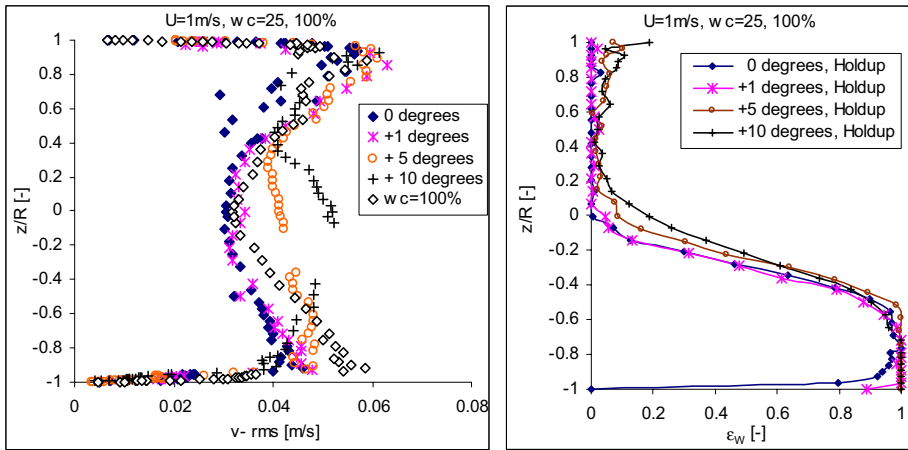 U=1m/s, wc=25, 100%
1
0.8
0.6
0.4
0.2
0
-0.2
-0.4
-0.6
-0.8
-1
z/R [-]
0 degrees
+1 degrees
+ 5 degrees
+ 10 degrees
wc=100%
0
0.02
0.04
0.06
0.08
v- rms [m/s]
U=1m/s, wc=25, 100%
1
0.8
0.6
0.4
0.2
0
-0.2
-0.4
-0.6
-0.8
-1
z/R [-]
0 degrees, Holdup
+1 degrees, Holdup
+5 degrees, Holdup
+10 degrees, Holdup
0
0.2
0.4
0.6
0.8
1
εW [-]